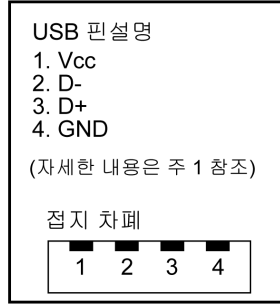 USB 핀설명
1. Vcc
2. D-
3. D+
4. GND
(자세한 내용은 주 1 참조)
접지 차폐
1 2 3 4